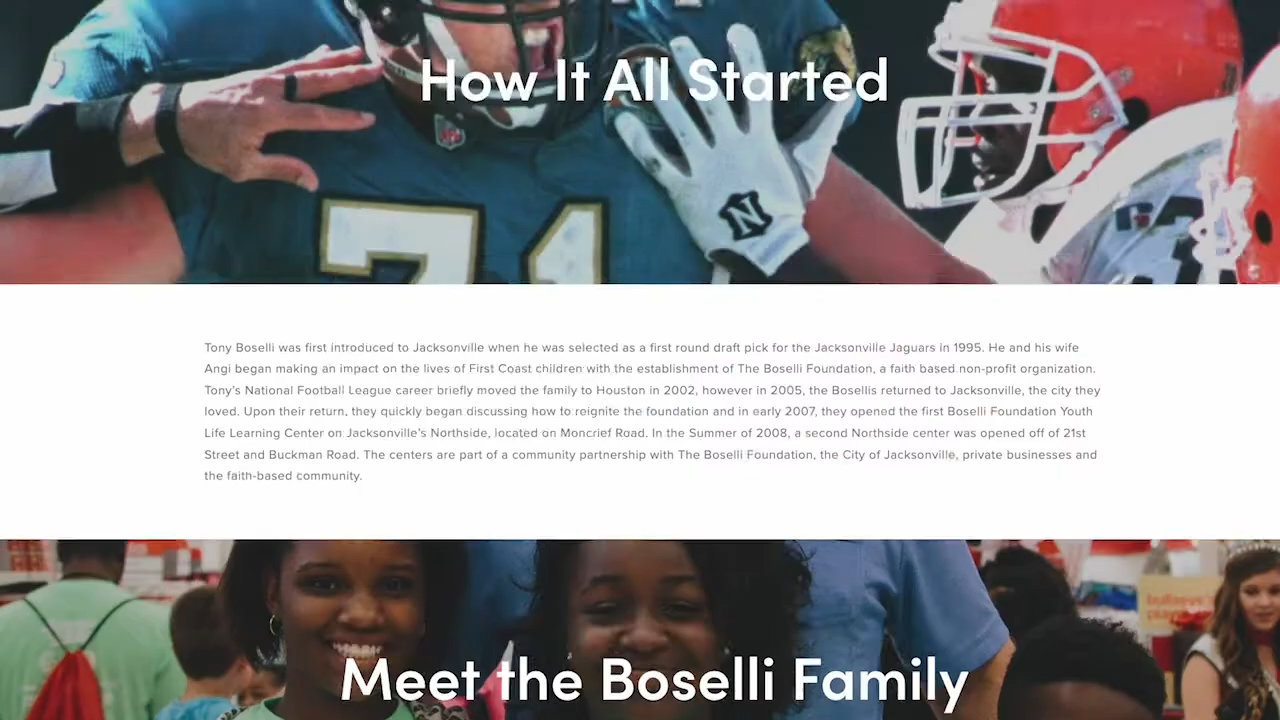 How It All Started
N
71
Tony Boselli was first introduced to Jacksonville when he was selected as a first round draft pick for the Jacksonville Jaguars in 1995. He and his wife
Angi began making an impact on the lives of First Coast children with the establishment of The Boselli Foundation, a faith based non-profit organization.
Tony's National Football League career briefly moved the family to Houston in 2002, however in 2005, the Bosellis returned to Jacksonville, the city they
loved. Upon their return, they quickly began discussing how to reignite the foundation and in early 2007, they opened the first Boselli Foundation Youth
Life Learning Center on Jacksonville's Northside, located on Moncrief Road. In the Summer of 2008, a second Northside center was opened off of 21st
Street and Buckman Road. The centers are part of a community partnership with The Boselli Foundation, the City of Jacksonville, private businesses and
the faith-based community.
Meet the Boselli Family